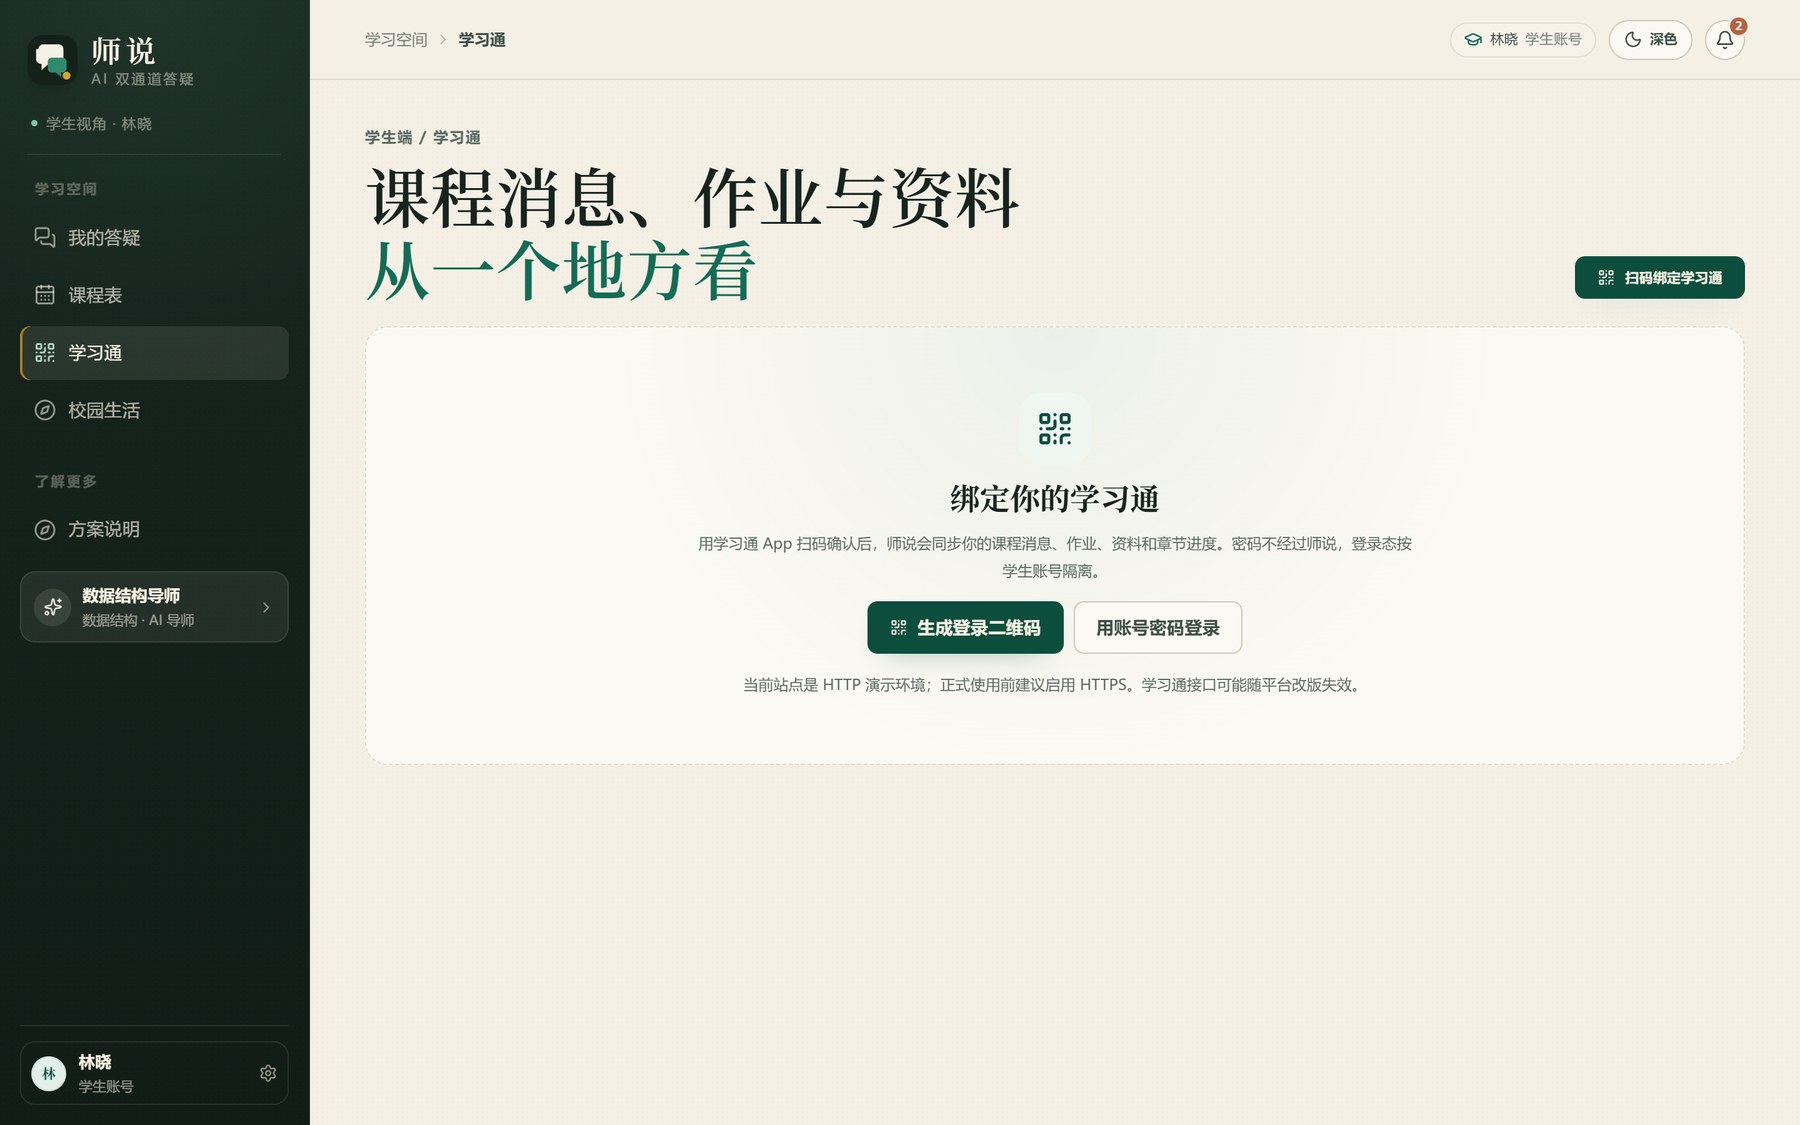 师说
AI 双通道答疑
学生视角 · 林晓
学习空间
我的答疑
课程表
学习通
校园生活
了解更多
方案说明
数据结构导师
数据结构 · AI 导师
林
林晓
学生账号
学习空间 > 学习通
林晓 学生账号
深色
2
学生端 / 学习通
课程消息、作业与资料
从一个地方看
扫码绑定学习通
绑定你的学习通
用学习通 App 扫码确认后，师说会同步你的课程消息、作业、资料和章节进度。密码不经过师说，登录态按
学生账号隔离。
生成登录二维码
用账号密码登录
当前站点是 HTTP 演示环境；正式使用前建议启用 HTTPS。学习通接口可能随平台改版失效。